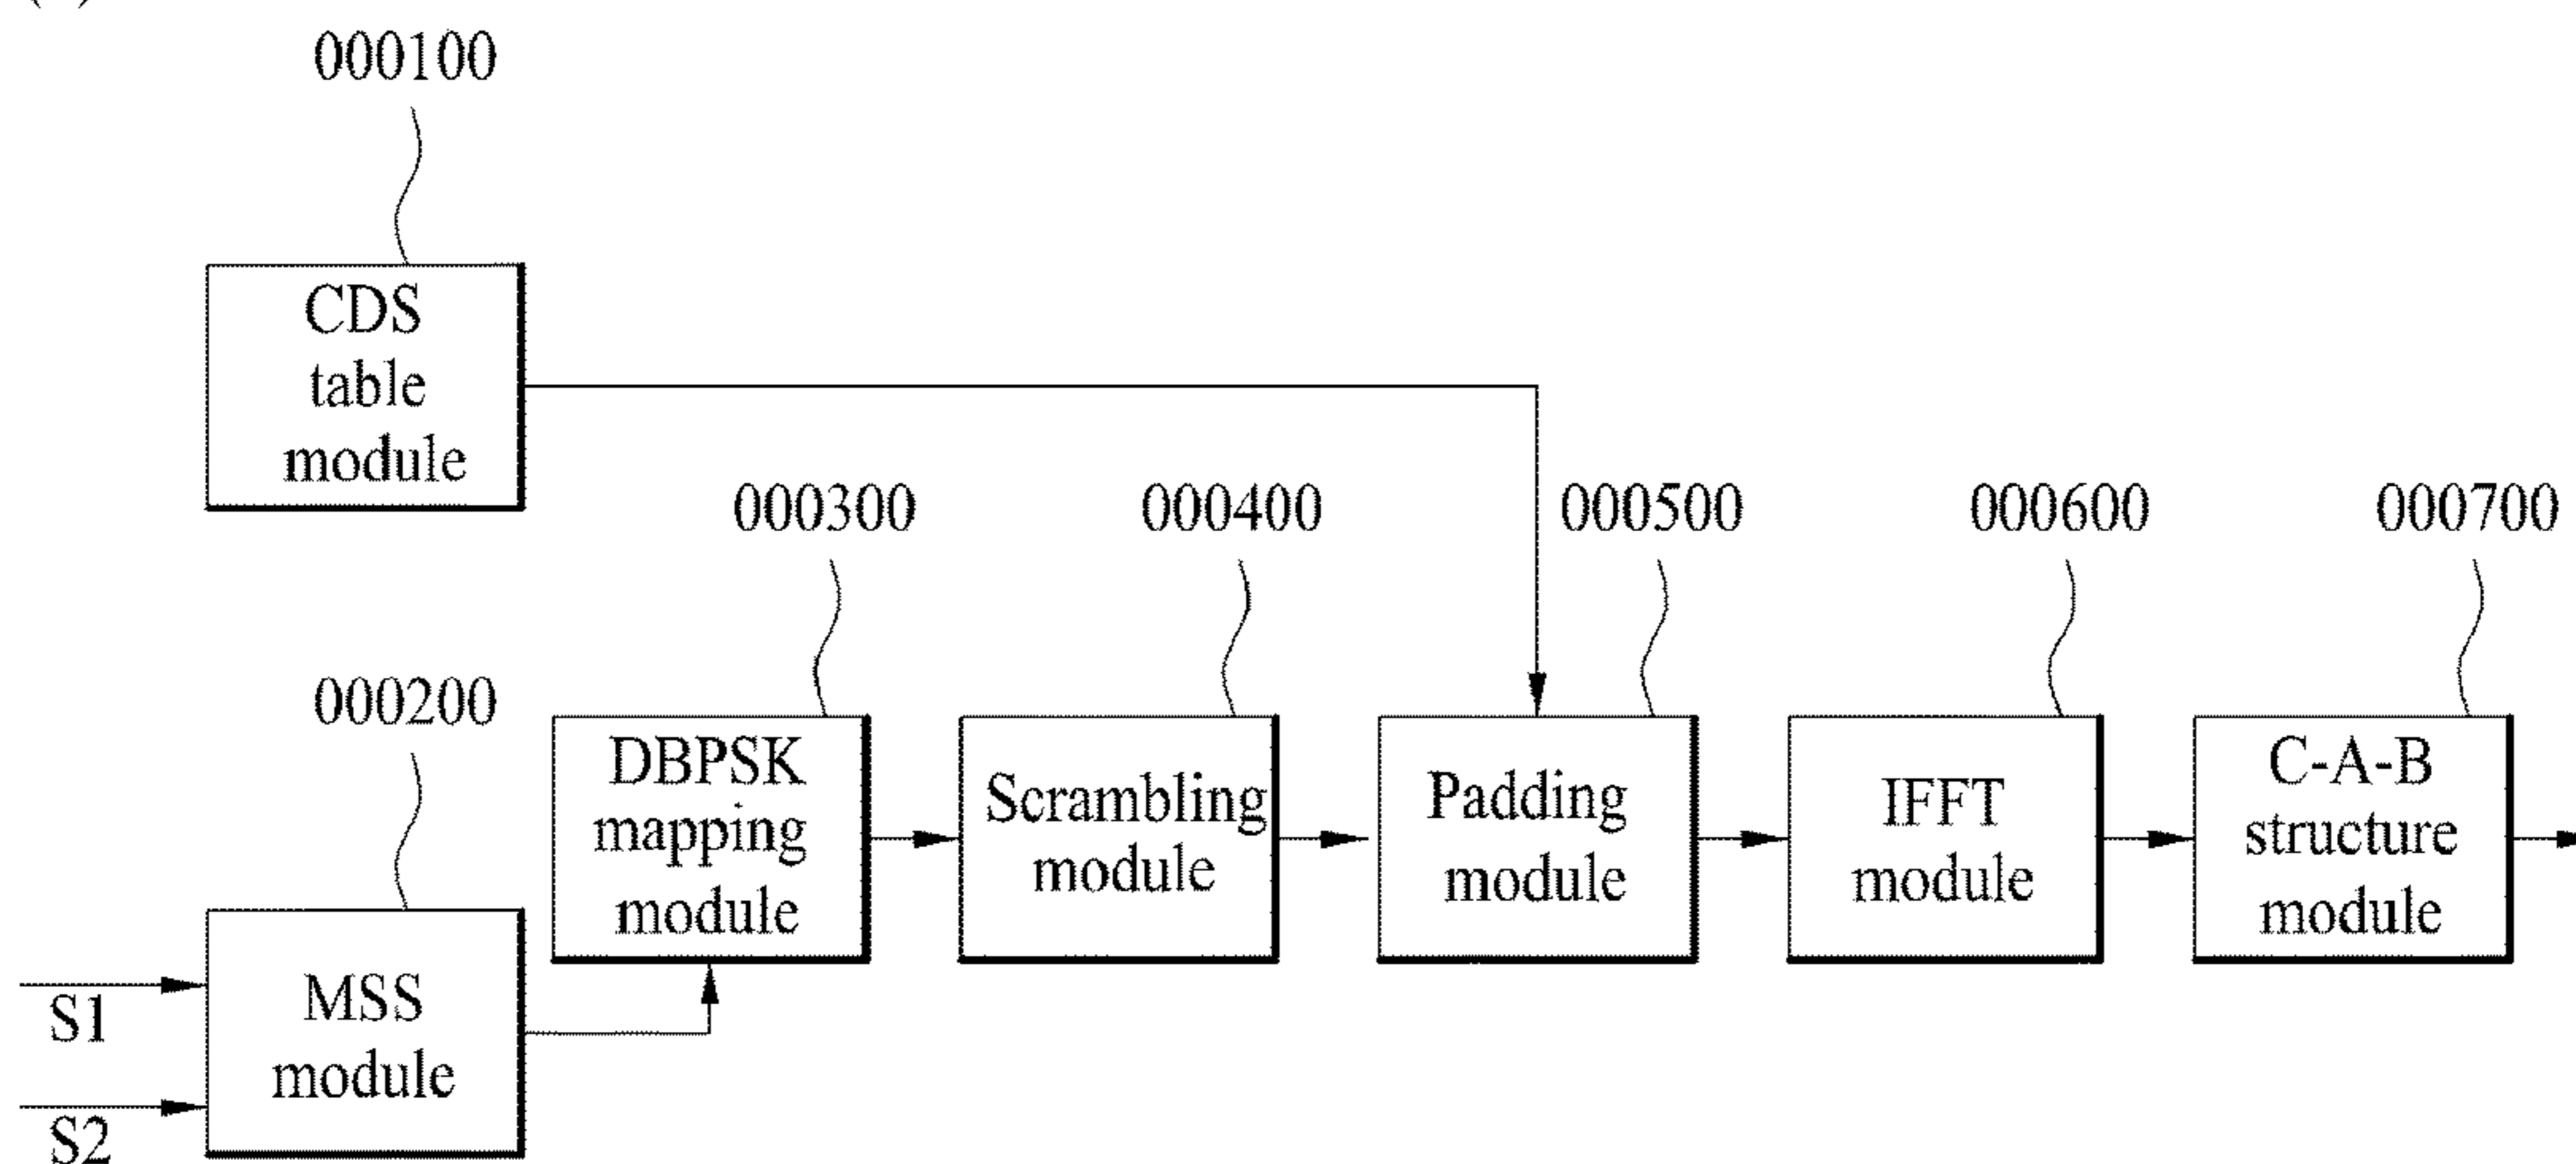 000100
CDS
table
module
000300
000400
000500
000600
000700
000200
DBPSK
mapping
module
Scrambling
module
Padding
module
IFFT
module
C-A-B
structure
module
S1
S2
MSS
module